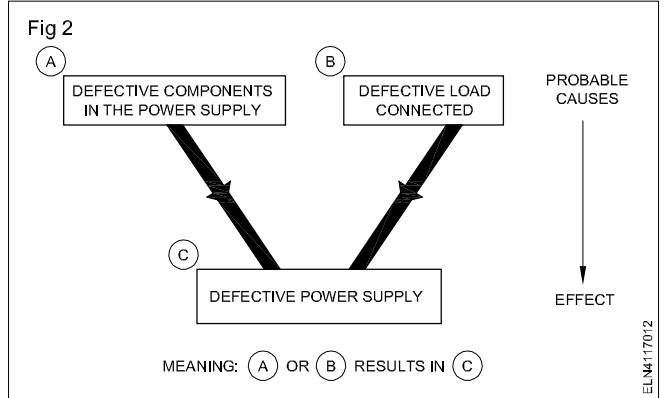 Fig 2
A
DEFECTIVE COMPONENTS
IN THE POWER SUPPLY
B
DEFECTIVE LOAD
CONNECTED
PROBABLE
CAUSES
C
DEFECTIVE POWER SUPPLY
EFFECT
MEANING: A OR B RESULTS IN C
ELN4117012